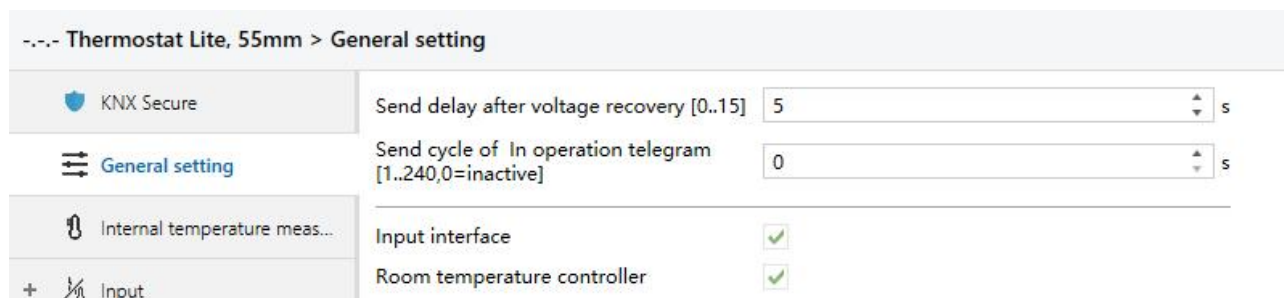 -.-.- Thermostat Lite, 55mm > General setting
KNX Secure
General setting
Internal temperature meas...
+ Input
Send delay after voltage recovery [0..15] 5 s
Send cycle of In operation telegram
[1..240,0=inactive] 0 s
Input interface
Room temperature controller